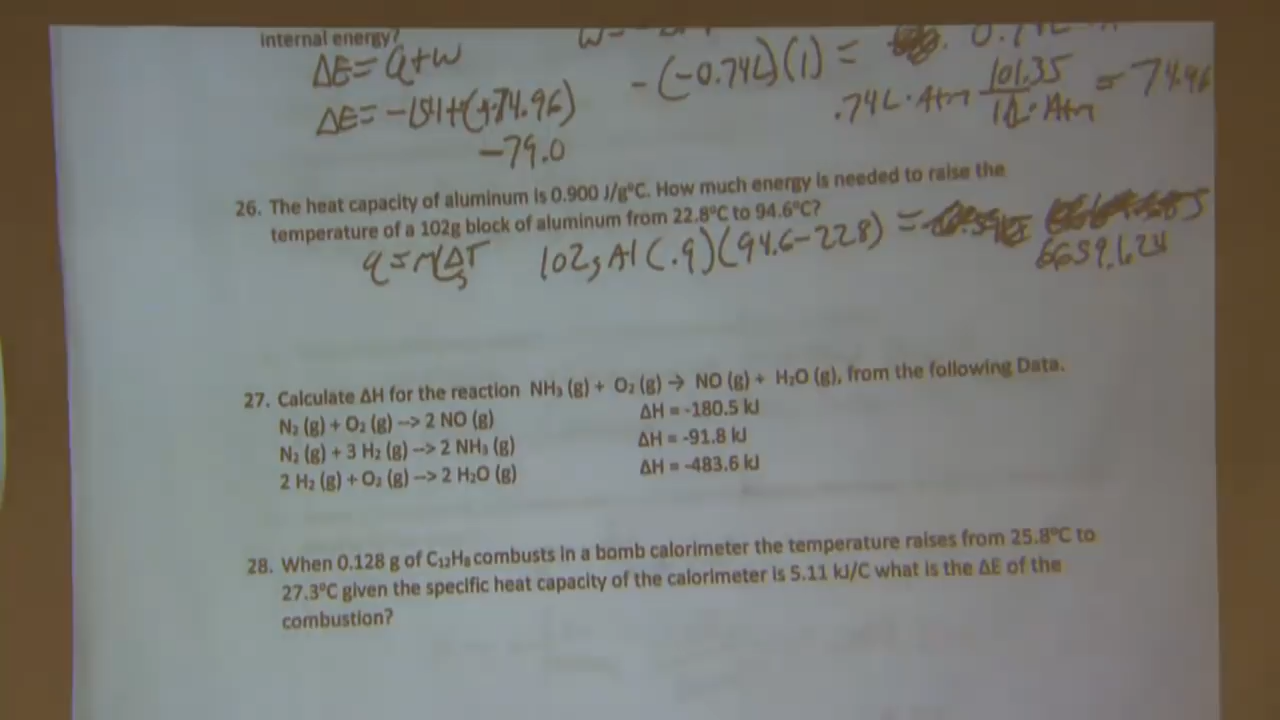 internal energy?
ΔE = q+w
-(-0.74L)(1) =
.74L·Atm 101.35 / 1L·Atm = 74.96
ΔE = -154+(+74.96)
-79.0
26. The heat capacity of aluminum is 0.900 J/g°C. How much energy is needed to raise the
temperature of a 102g block of aluminum from 22.8°C to 94.6°C?
102g Al (.9)(94.6-22.8) =
27. Calculate ΔH for the reaction NH₃ (g) + O₂ (g) → NO (g) + H₂O (g), from the following Data.
N₂ (g) + O₂ (g) --> 2 NO (g) ΔH = -180.5 kJ
N₂ (g) + 3 H₂ (g) --> 2 NH₃ (g) ΔH = -91.8 kJ
2 H₂ (g) + O₂ (g) --> 2 H₂O (g) ΔH = -483.6 kJ
28. When 0.128 g of C₁₂H₈ combusts in a bomb calorimeter the temperature raises from 25.8°C to
27.3°C given the specific heat capacity of the calorimeter is 5.11 kJ/C what is the ΔE of the
combustion?